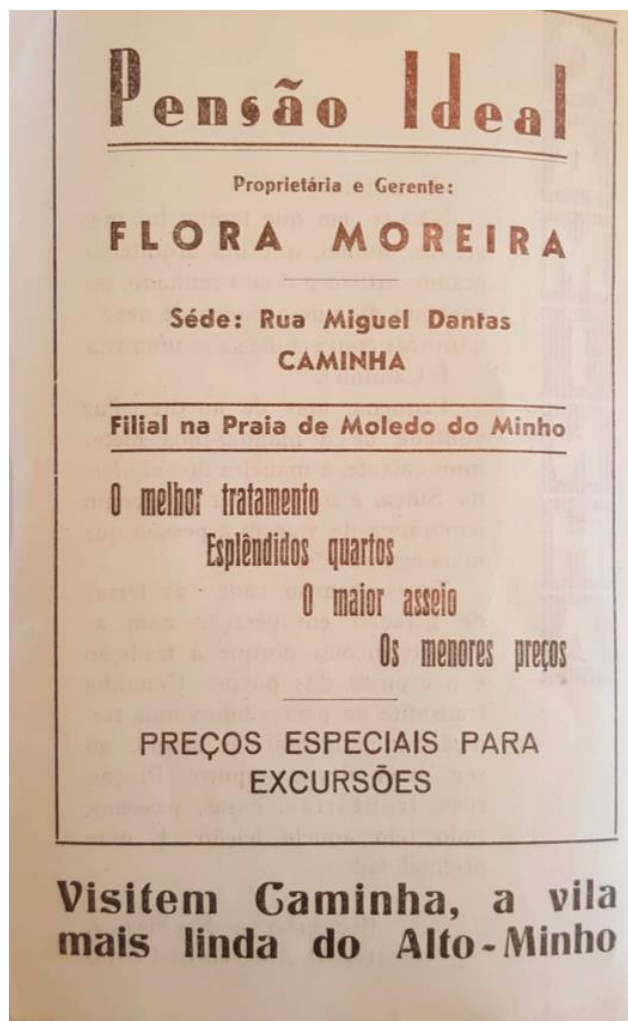 Pensão Ideal
Proprietária e Gerente:
FLORA MOREIRA
Séde: Rua Miguel Dantas
CAMINHA
Filial na Praia de Moledo do Minho
O melhor tratamento
Esplêndidos quartos
O maior asseio
Os menores preços
PREÇOS ESPECIAIS PARA
EXCURSÕES
Visitem Caminha, a vila
mais linda do Alto-Minho